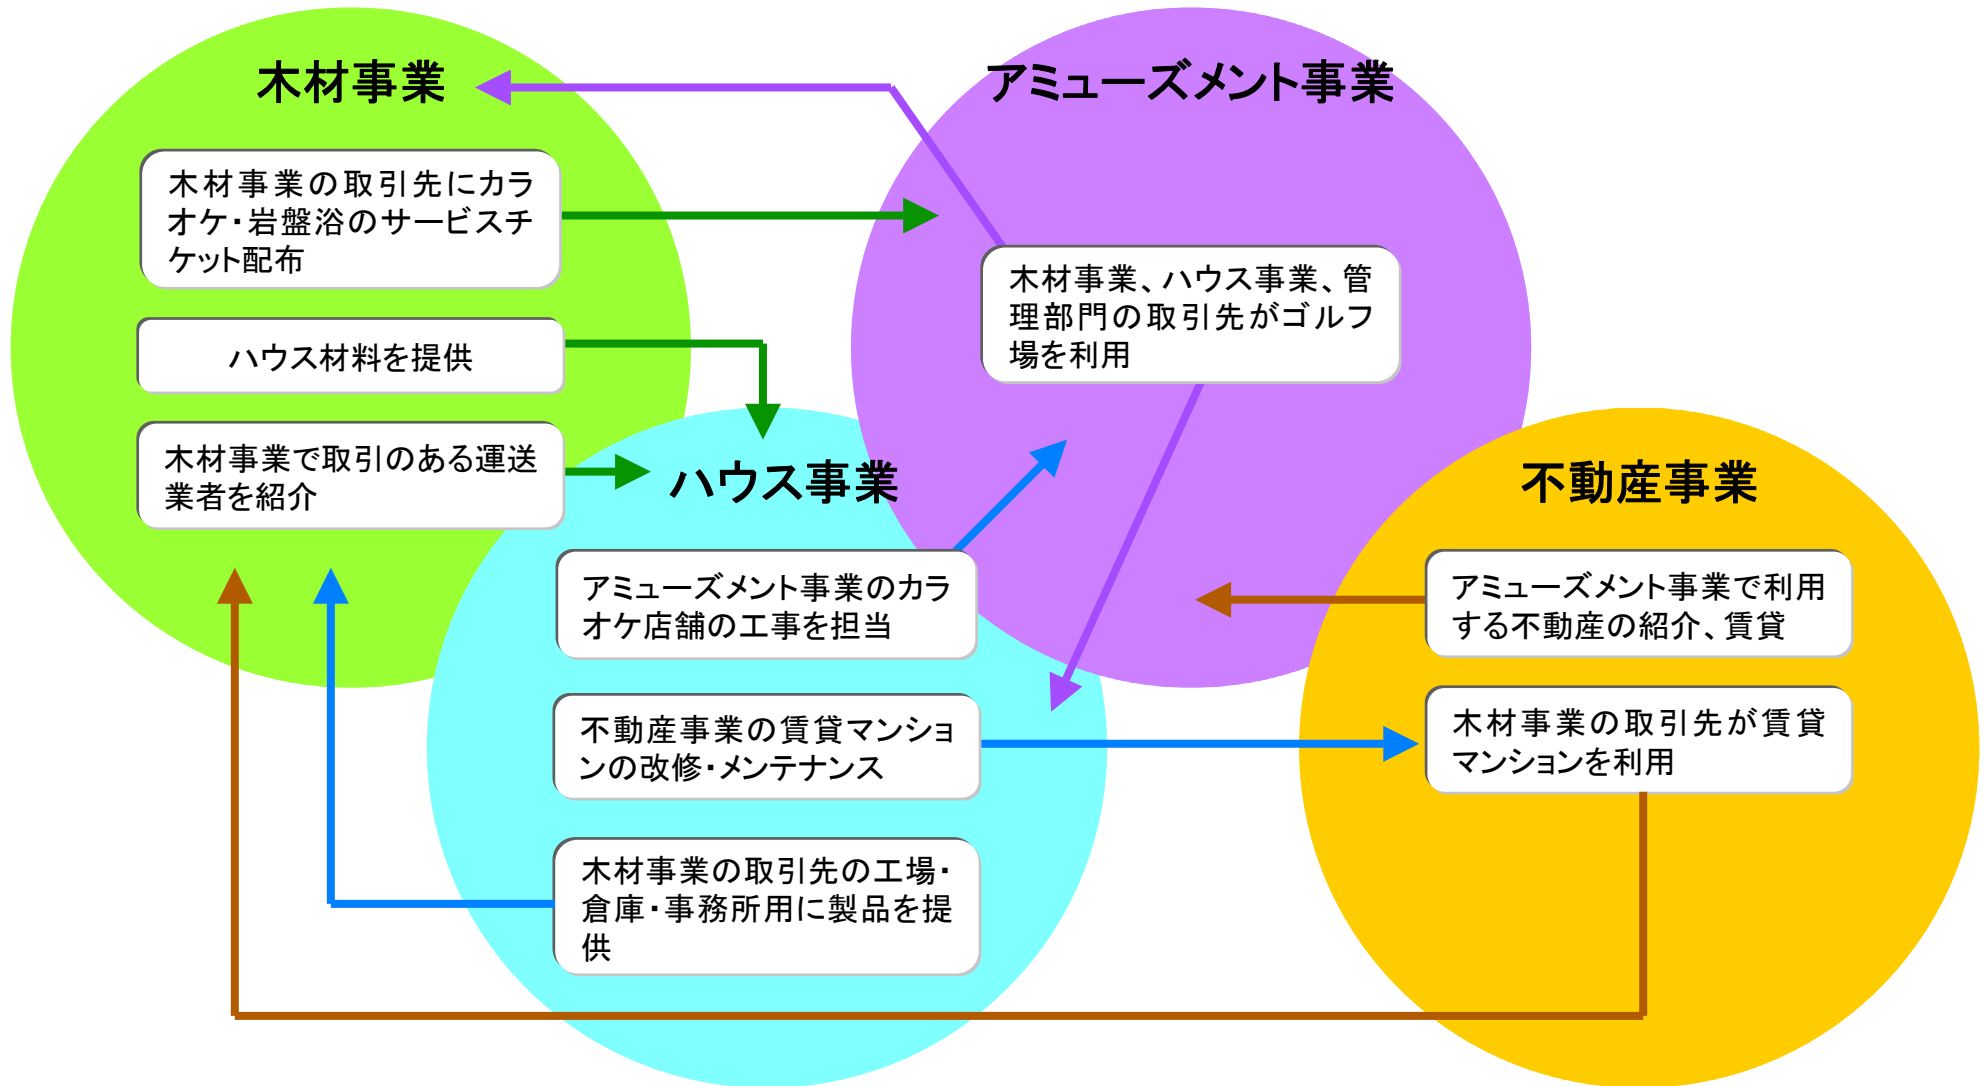 木材事業
木材事業の取引先にカラ
オケ・岩盤浴のサービスチ
ケット配布
ハウス材料を提供
木材事業で取引のある運送
業者を紹介
アミューズメント事業
木材事業、ハウス事業、管
理部門の取引先がゴルフ
場を利用
ハウス事業
アミューズメント事業のカラ
オケ店舗の工事を担当
不動産事業の賃貸マンショ
ンの改修・メンテナンス
木材事業の取引先の工場・
倉庫・事務所用に製品を提
供
不動産事業
アミューズメント事業で利用
する不動産の紹介、賃貸
木材事業の取引先が賃貸
マンションを利用